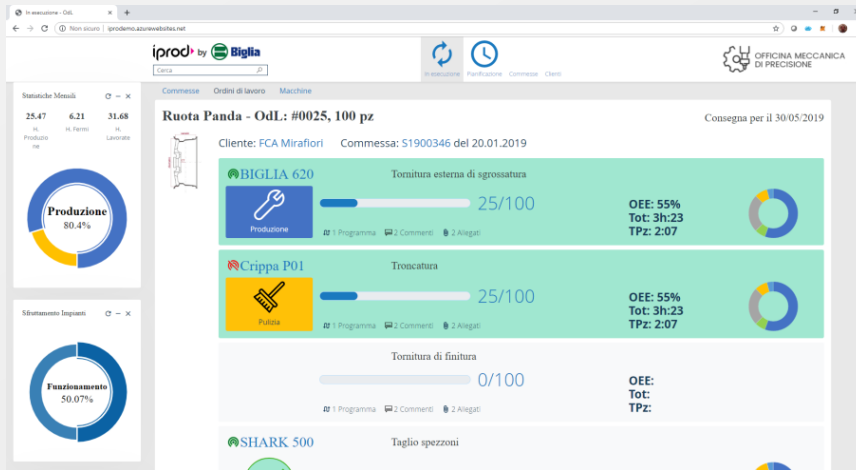 In esecuzione - OdL
Non sicuro | iprodemo.azurewebsites.net
iprod by Biglia
Cerca
In esecuzione Pianificazione Commesse Clienti
OFFICINA MECCANICA
DI PRECISIONE
Commesse Ordini di lavoro Macchine
Statistiche Mensili
25.47 6.21 31.68
H. Produzio ne
H. Fermi
H. Lavorate
Produzione
80.4%
Sfruttamento Impianti
Funzionamento
50.07%
Ruota Panda - OdL: #0025, 100 pz
Consegna per il 30/05/2019
Cliente: FCA Mirafiori Commessa: S1900346 del 20.01.2019
BIGLIA 620
Tornitura esterna di sgrossatura
Produzione
25/100
1 Programma 2 Commenti 2 Alegati
OEE: 55%
Tot: 3h:23
TPz: 2:07
Crippa P01
Troncatura
Pulizia
25/100
1 Programma 2 Commenti 2 Alegati
OEE: 55%
Tot: 3h:23
TPz: 2:07
Tornitura di finitura
0/100
1 Programma 2 Commenti 2 Alegati
OEE:
Tot:
TPz:
SHARK 500
Taglio spezzoni